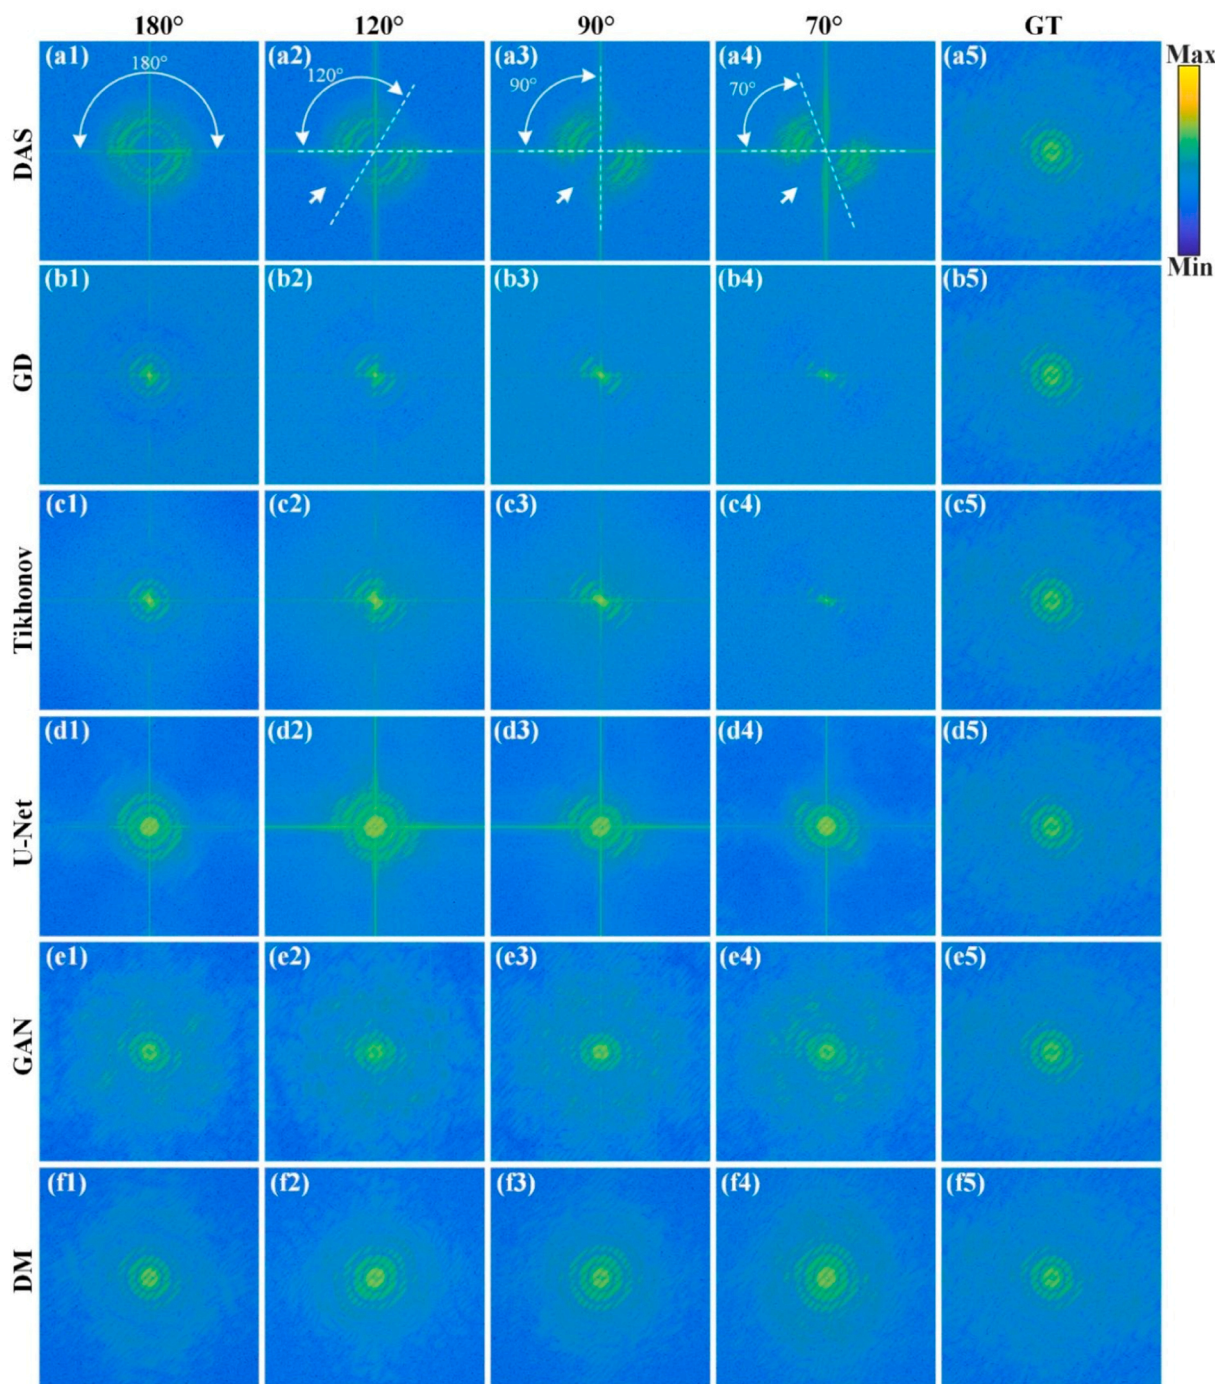 180° 120° 90° 70° GT
(a1) (a2) (a3) (a4) (a5) Max
180° 120° 90° 70°
DAS
Min
(b1) (b2) (b3) (b4) (b5)
GD
(c1) (c2) (c3) (c4) (c5)
Tikhonov
(d1) (d2) (d3) (d4) (d5)
U-Net
(e1) (e2) (e3) (e4) (e5)
GAN
(f1) (f2) (f3) (f4) (f5)
DM